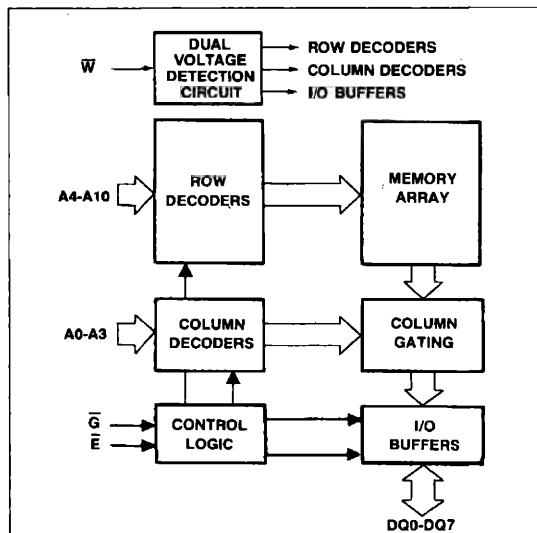 DUAL
VOLTAGE
DETECTION
CIRCUIT
W̅
ROW DECODERS
COLUMN DECODERS
I/O BUFFERS
A4-A10
ROW
DECODERS
MEMORY
ARRAY
A0-A3
COLUMN
DECODERS
COLUMN
GATING
G̅
E̅
CONTROL
LOGIC
I/O
BUFFERS
DQ0-DQ7